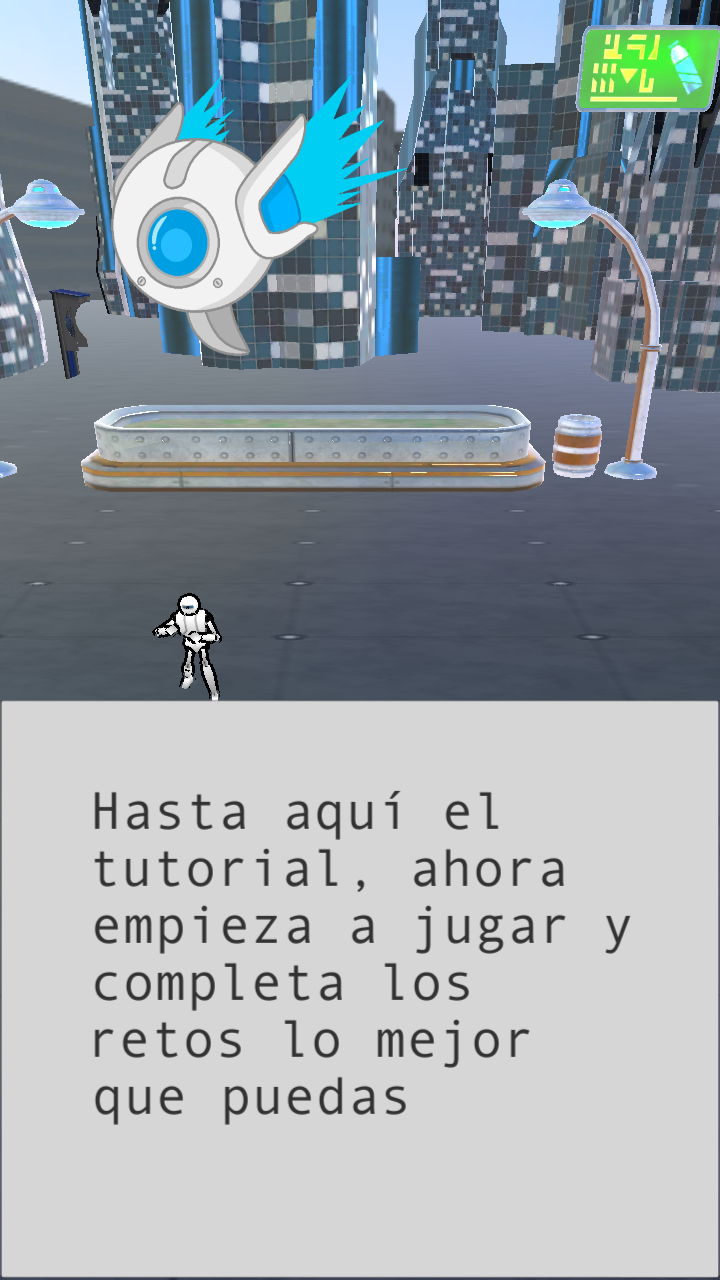 Hasta aquí el
tutorial, ahora
empieza a jugar y
completa los
retos lo mejor
que puedas